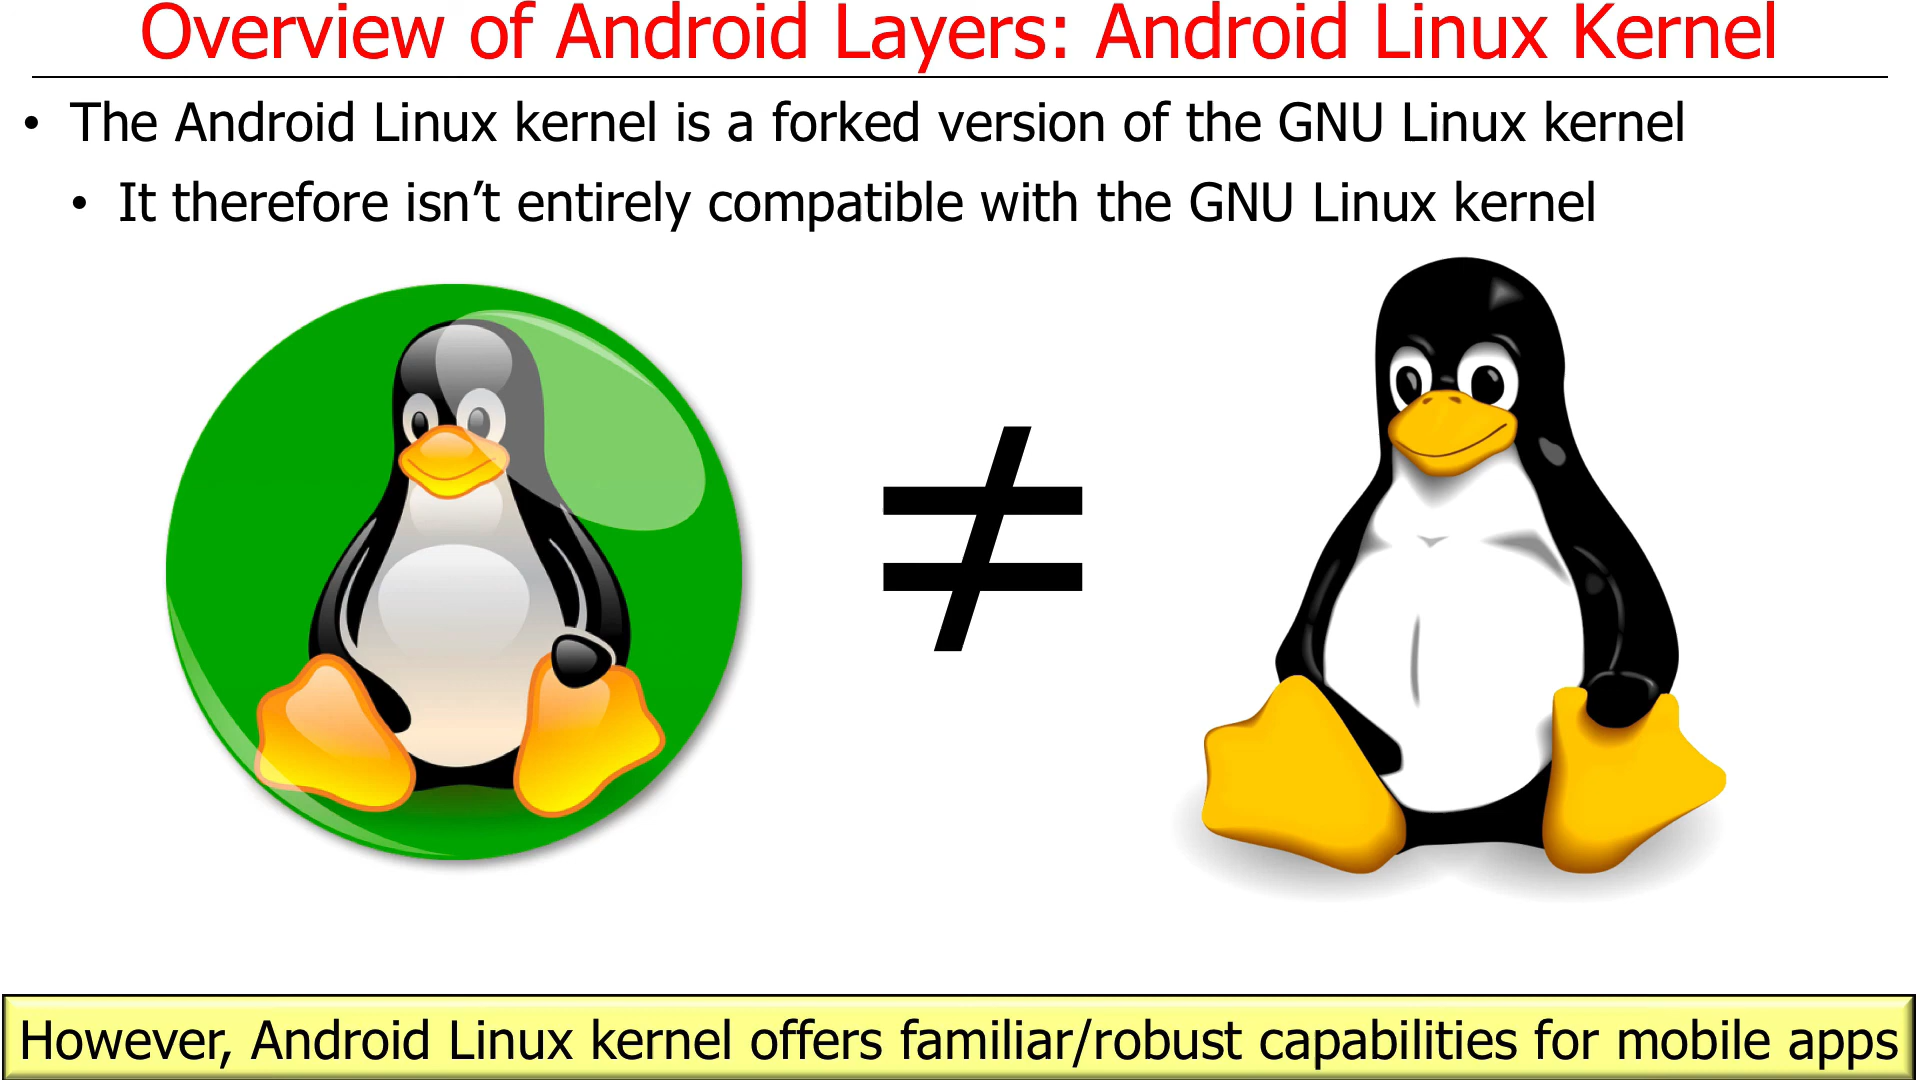 Overview of Android Layers: Android Linux Kernel
• The Android Linux kernel is a forked version of the GNU Linux kernel
• It therefore isn’t entirely compatible with the GNU Linux kernel
≠
However, Android Linux kernel offers familiar/robust capabilities for mobile apps